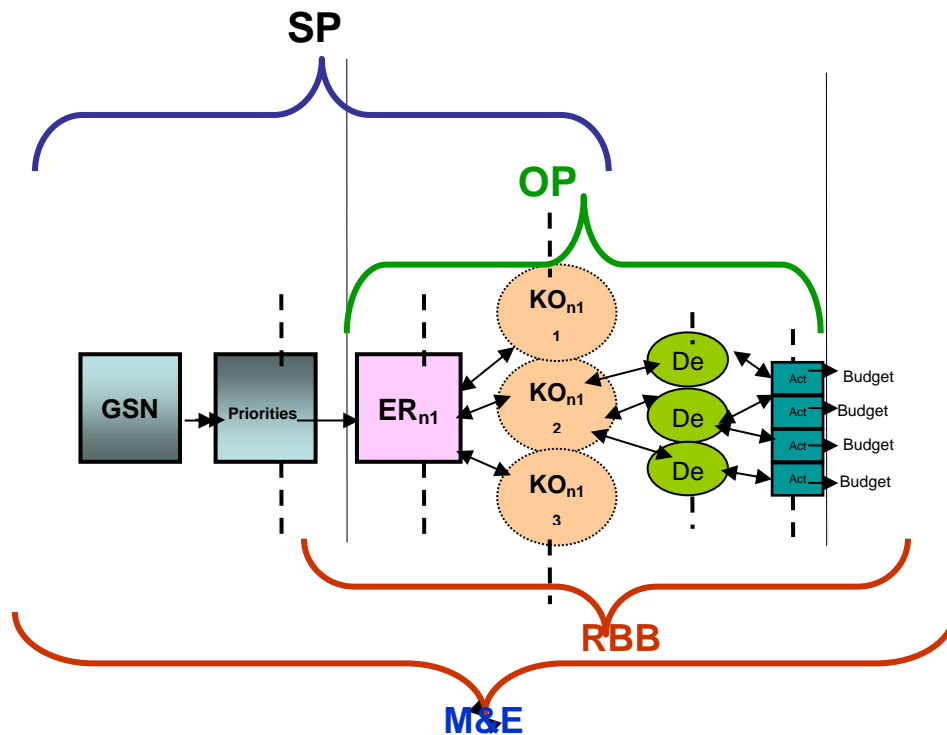 SP
OP
KOn1
1
GSN
Priorities
ERn1
KOn1
2
KOn1
3
De
De
De
Act
Budget
Act
Budget
Act
Budget
Act
Budget
RBB
M&E